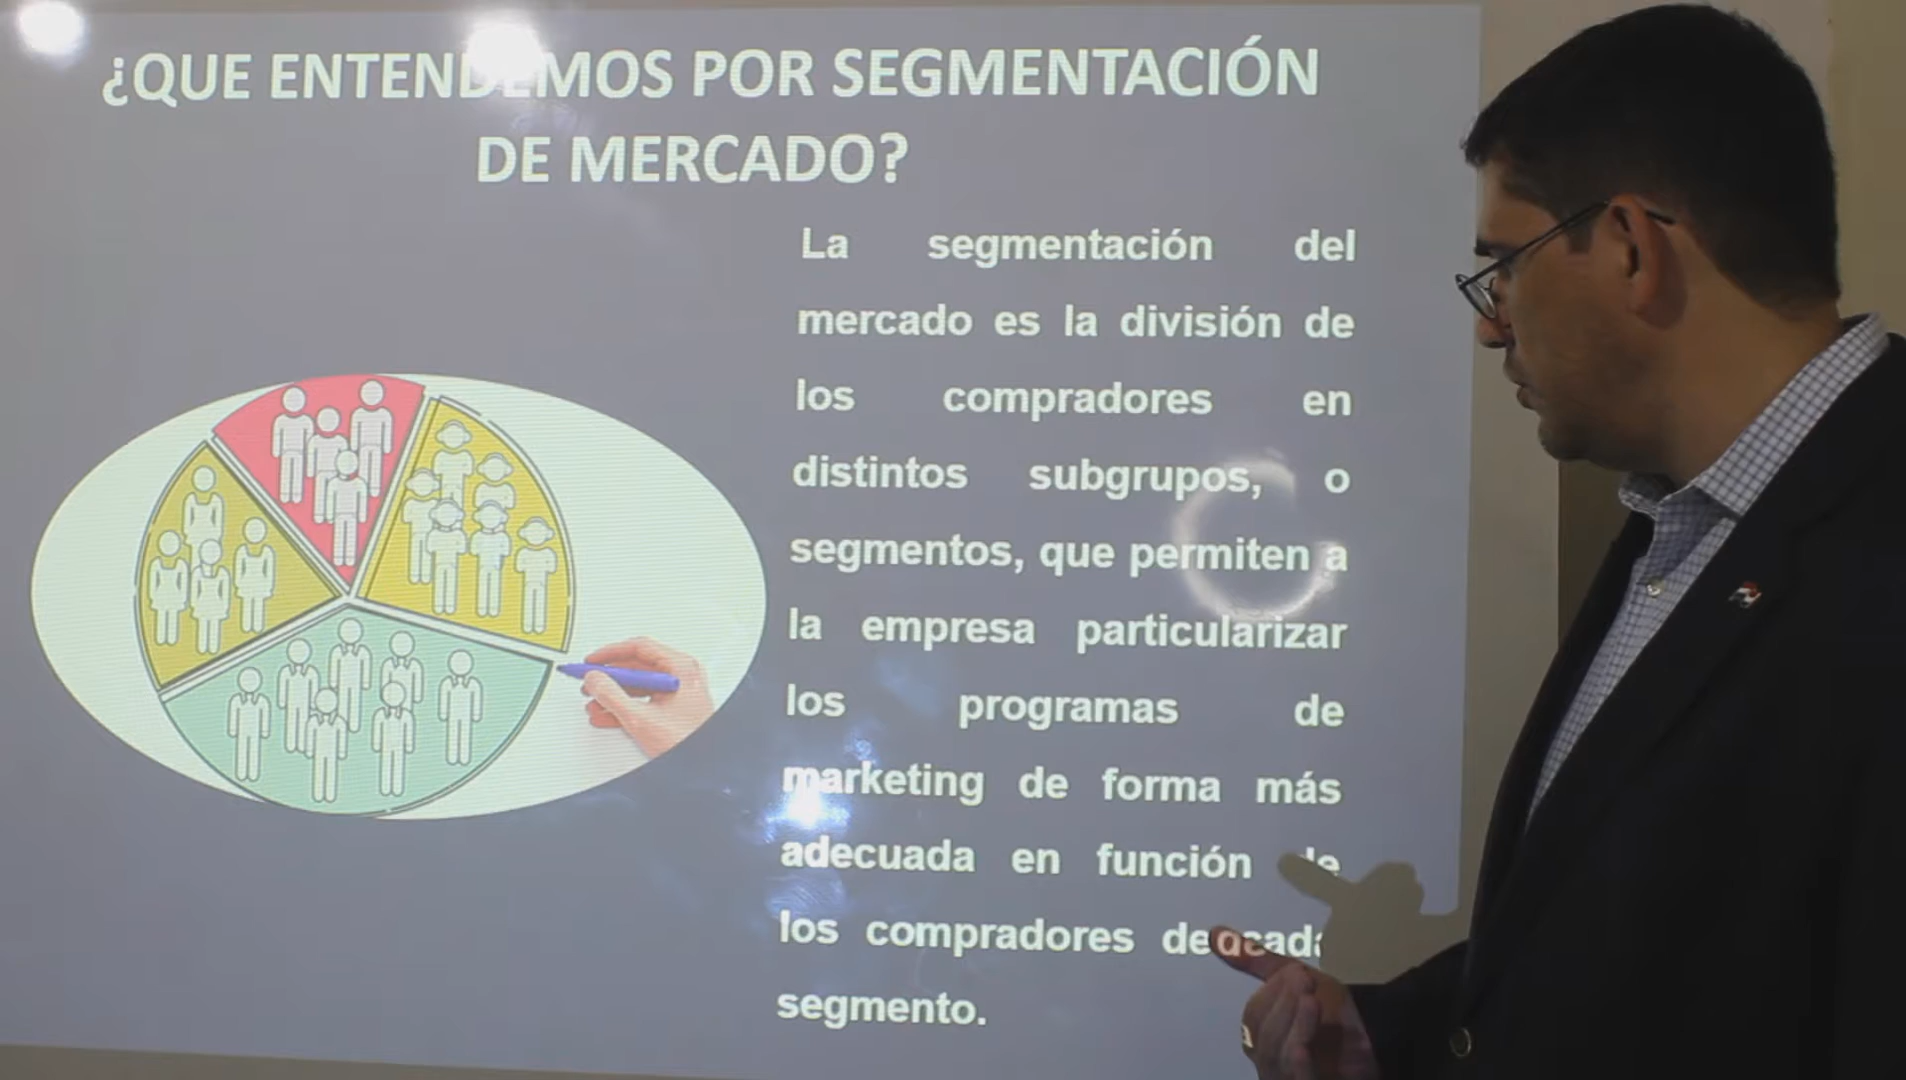 ¿QUE ENTENDEMOS POR SEGMENTACIÓN
DE MERCADO?
La segmentación del
mercado es la división de
los compradores en
distintos subgrupos, o
segmentos, que permiten a
la empresa particularizar
los programas de
marketing de forma más
adecuada en función de
los compradores de cada
segmento.